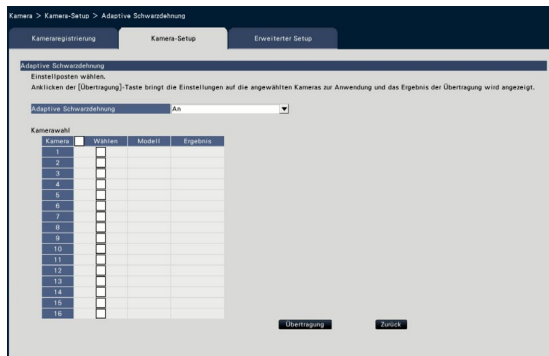 Kamera > Kamera-Setup > Adaptive Schwarzdehnung
Kameraregistrierung Kamera-Setup Erweiterter Setup
Adaptive Schwarzdehnung
Einstellposten wählen.
Anklicken der [Übertragung]-Taste bringt die Einstellungen auf die angewählten Kameras zur Anwendung und das Ergebnis der Übertragung wird angezeigt.
Adaptive Schwarzdehnung An
Kamerawahl
Kamera Wählen Modell Ergebnis
1
2
3
4
5
6
7
8
9
10
11
12
13
14
15
16
Übertragung Zurück